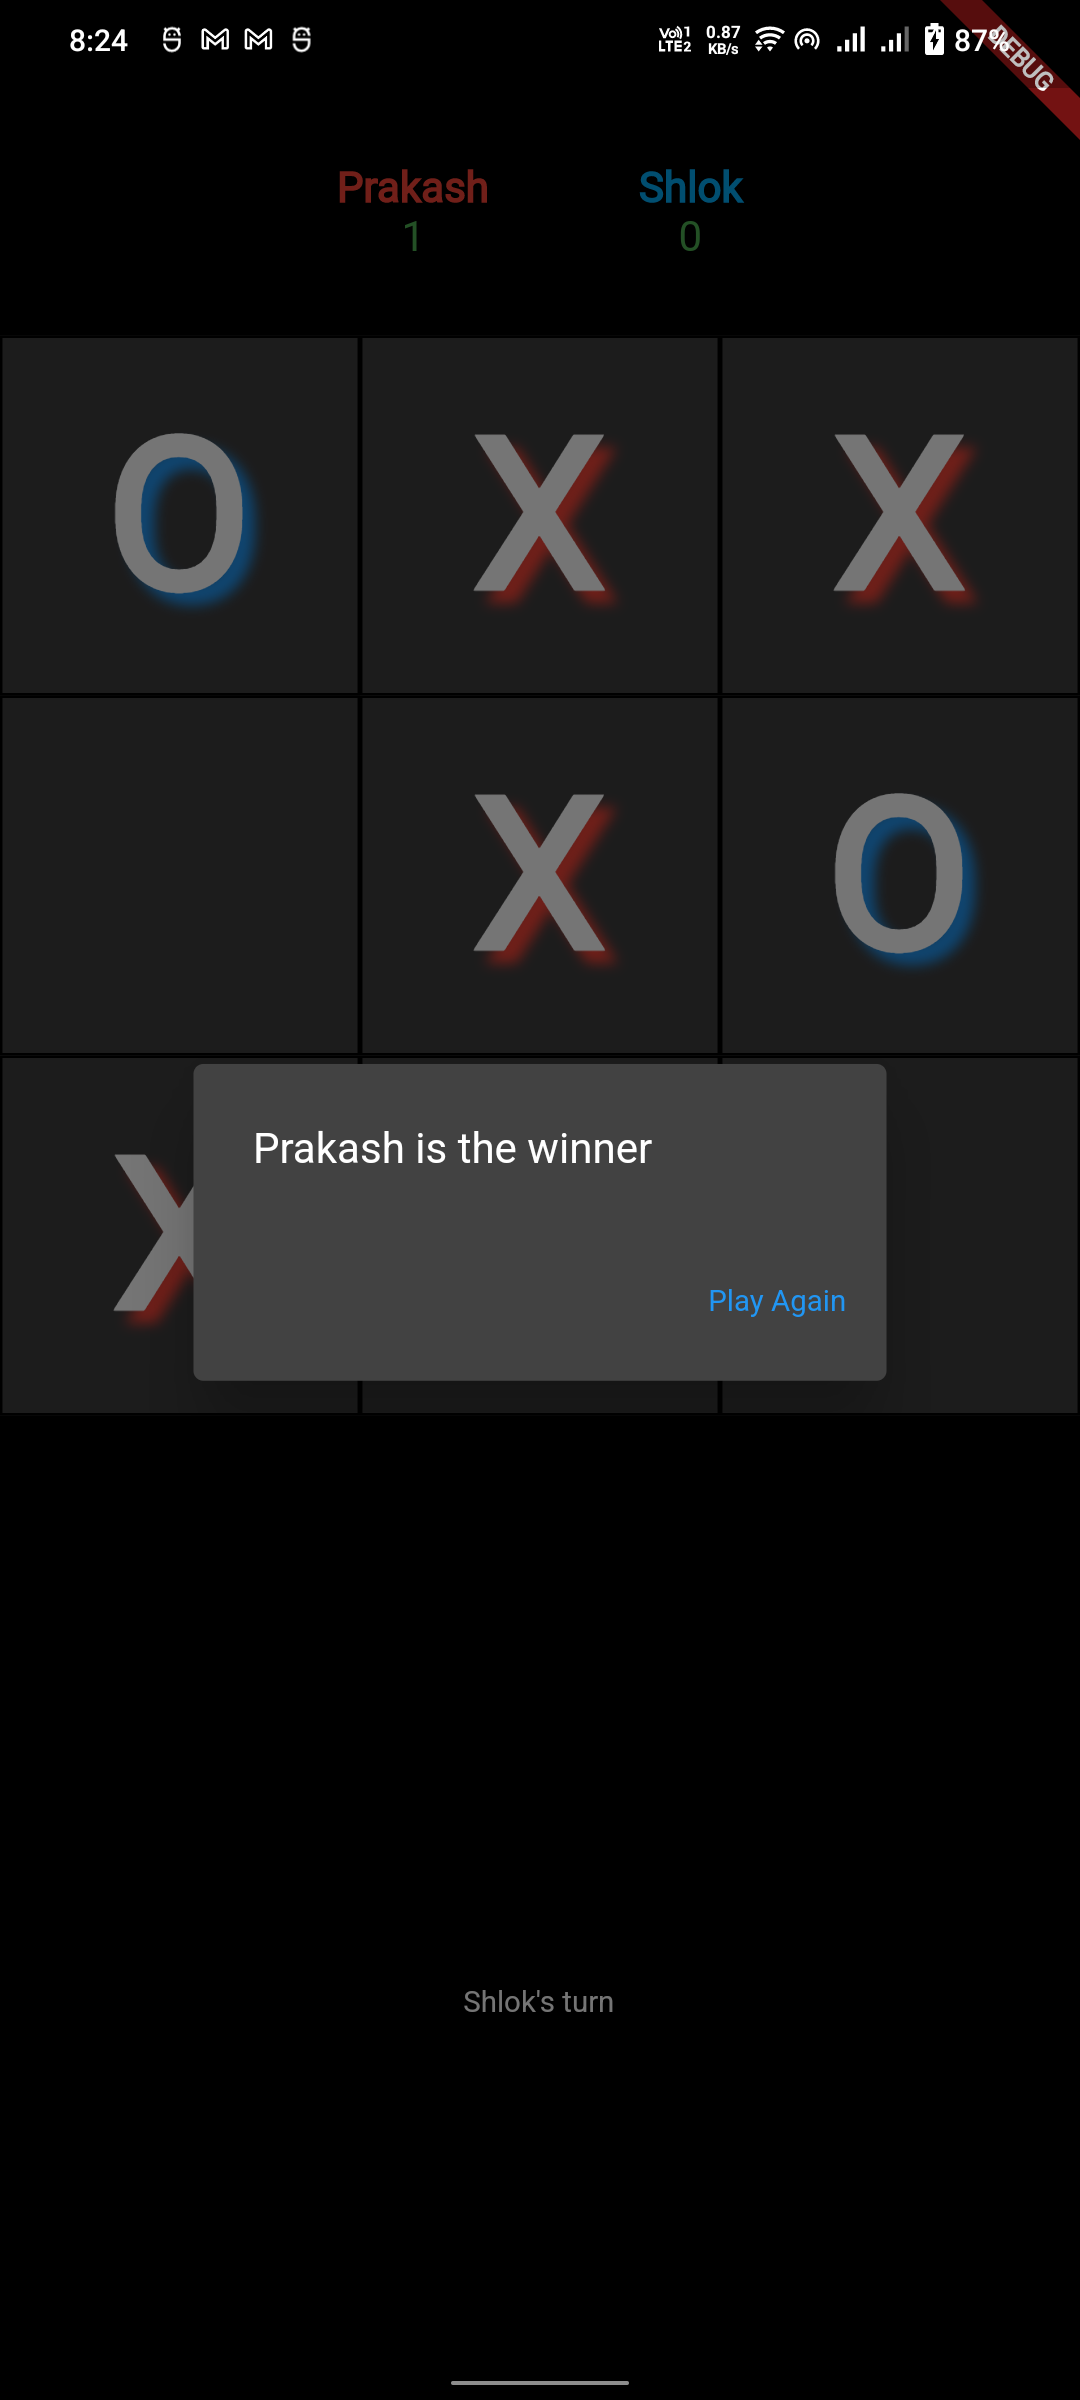 8:24 Vo)) 1 LTE2 0.87 KB/s 87%
DEBUG
Prakash Shlok
1 0
O X X
X O
X
Prakash is the winner
Play Again
Shlok's turn